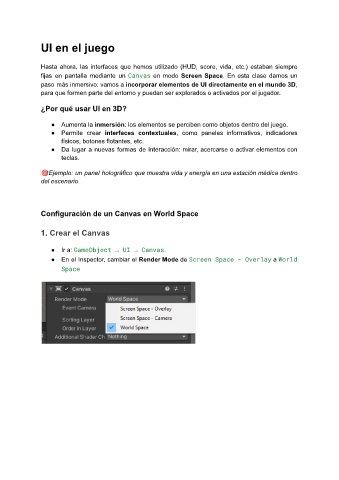 UI en el juego
Hasta ahora, las interfaces que hemos utilizado (HUD, score, vida, etc.) estaban siempre
fijas en pantalla mediante un Canvas en modo Screen Space. En esta clase damos un
paso más inmersivo: vamos a incorporar elementos de UI directamente en el mundo 3D,
para que formen parte del entorno y puedan ser explorados o activados por el jugador.
¿Por qué usar UI en 3D?
● Aumenta la inmersión: los elementos se perciben como objetos dentro del juego.
● Permite crear interfaces contextuales, como paneles informativos, indicadores
físicos, botones flotantes, etc.
● Da lugar a nuevas formas de interacción: mirar, acercarse o activar elementos con
teclas.
🎯Ejemplo: un panel holográfico que muestra vida y energía en una estación médica dentro
del escenario.
Configuración de un Canvas en World Space
1. Crear el Canvas
● Ir a: GameObject → UI → Canvas.
● En el Inspector, cambiar el Render Mode de Screen Space - Overlay a World
Space
Canvas
Render Mode World Space
Event Camera Screen Space - Overlay
Screen Space - Camera
Sorting Layer
Order in Layer World Space
Additional Shader Ch Nothing